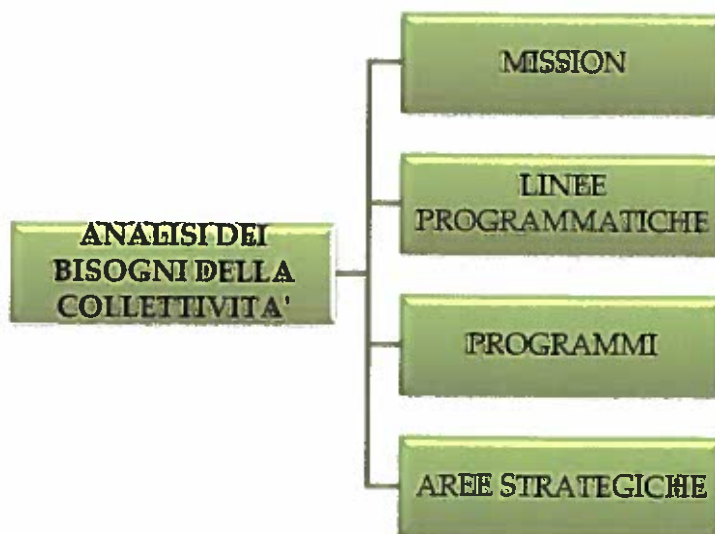 ANALISI DEI
BISOGNI DELLA
COLLETTIVITA'
MISSION
LINEE
PROGRAMMATICHE
PROGRAMMI
AREE STRATEGICHE